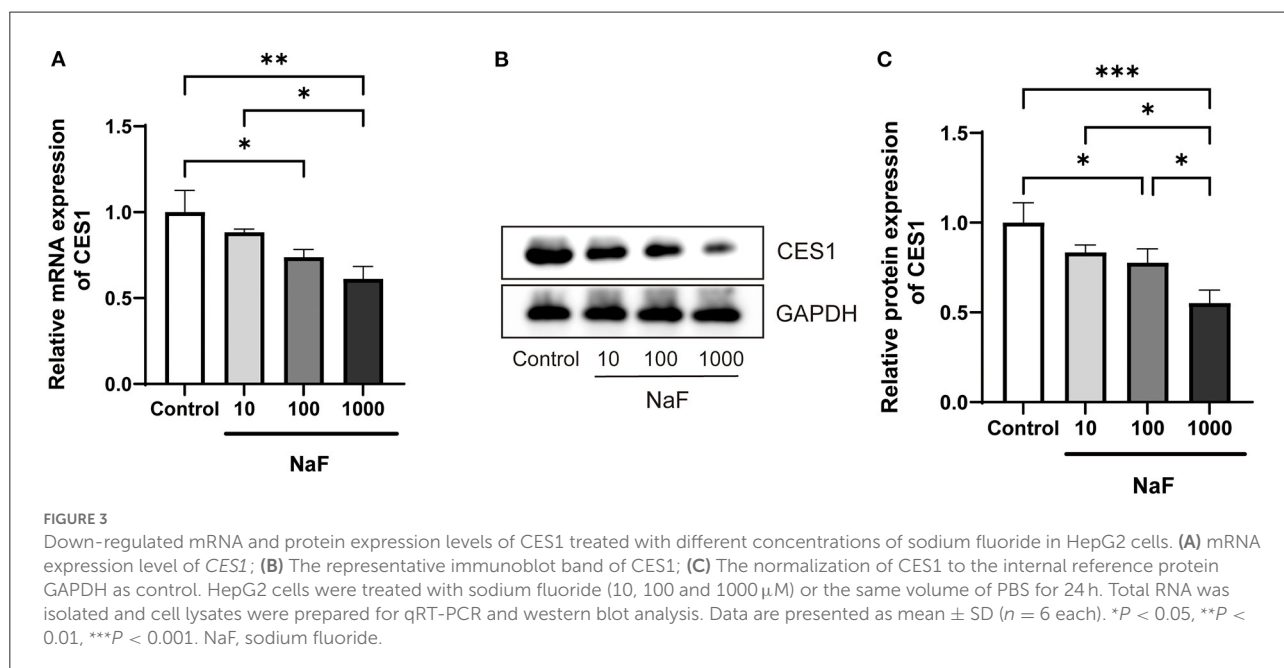 A
**
*
*
Relative mRNA expression
of CES1
1.5
1.0
0.5
0.0
Control 10 100 1000
NaF
B
CES1
GAPDH
Control 10 100 1000
NaF
C
***
*
* *
Relative protein expression
of CES1
1.5
1.0
0.5
0.0
Control 10 100 1000
NaF
FIGURE 3
Down-regulated mRNA and protein expression levels of CES1 treated with different concentrations of sodium fluoride in HepG2 cells. (A) mRNA
expression level of CES1; (B) The representative immunoblot band of CES1; (C) The normalization of CES1 to the internal reference protein
GAPDH as control. HepG2 cells were treated with sodium fluoride (10, 100 and 1000 μM) or the same volume of PBS for 24 h. Total RNA was
isolated and cell lysates were prepared for qRT-PCR and western blot analysis. Data are presented as mean ± SD (n = 6 each). *P < 0.05, **P <
0.01, ***P < 0.001. NaF, sodium fluoride.